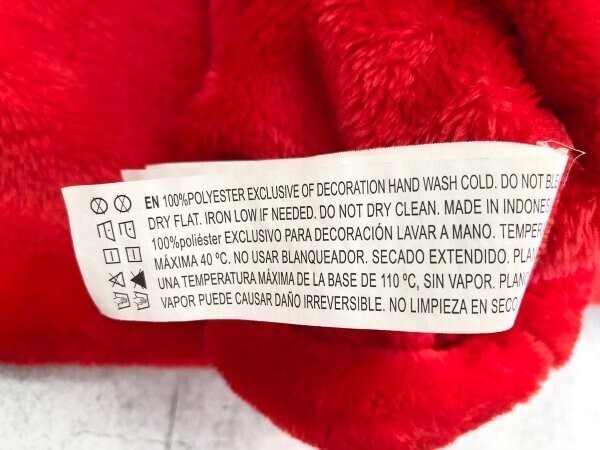 EN 100%POLYESTER EXCLUSIVE OF DECORATION HAND WASH COLD. DO NOT BLE
DRY FLAT. IRON LOW IF NEEDED. DO NOT DRY CLEAN. MADE IN INDONES
100%poliéster EXCLUSIVO PARA DECORACIÓN LAVAR A MANO. TEMPER
MÁXIMA 40 ºC. NO USAR BLANQUEADOR. SECADO EXTENDIDO. PLA
UNA TEMPERATURA MÁXIMA DE LA BASE DE 110 ºC, SIN VAPOR. PLAN
VAPOR PUEDE CAUSAR DAÑO IRREVERSIBLE. NO LIMPIEZA EN SECO